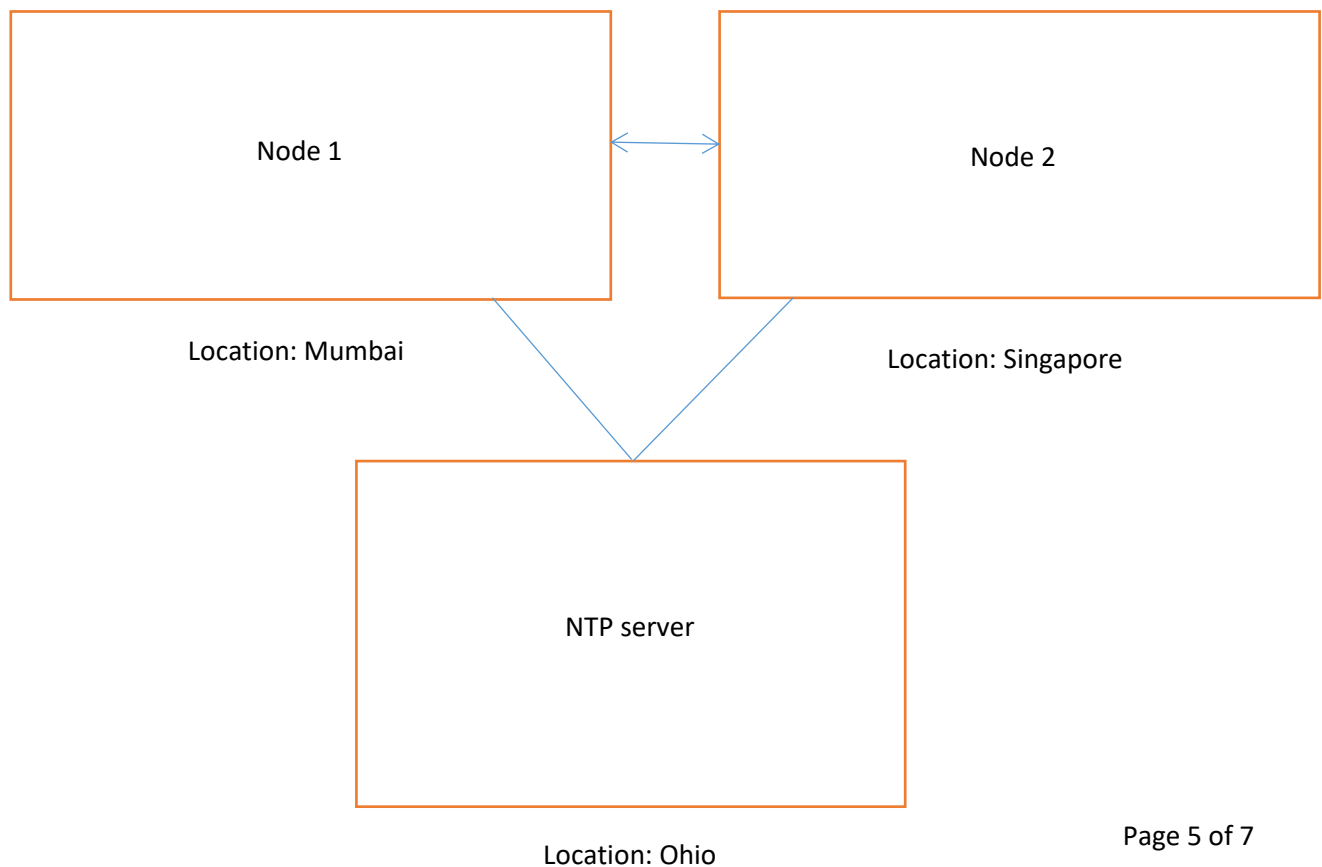 Node 1
Node 2
Location: Mumbai
Location: Singapore
NTP server
Page 5 of 7
Location: Ohio